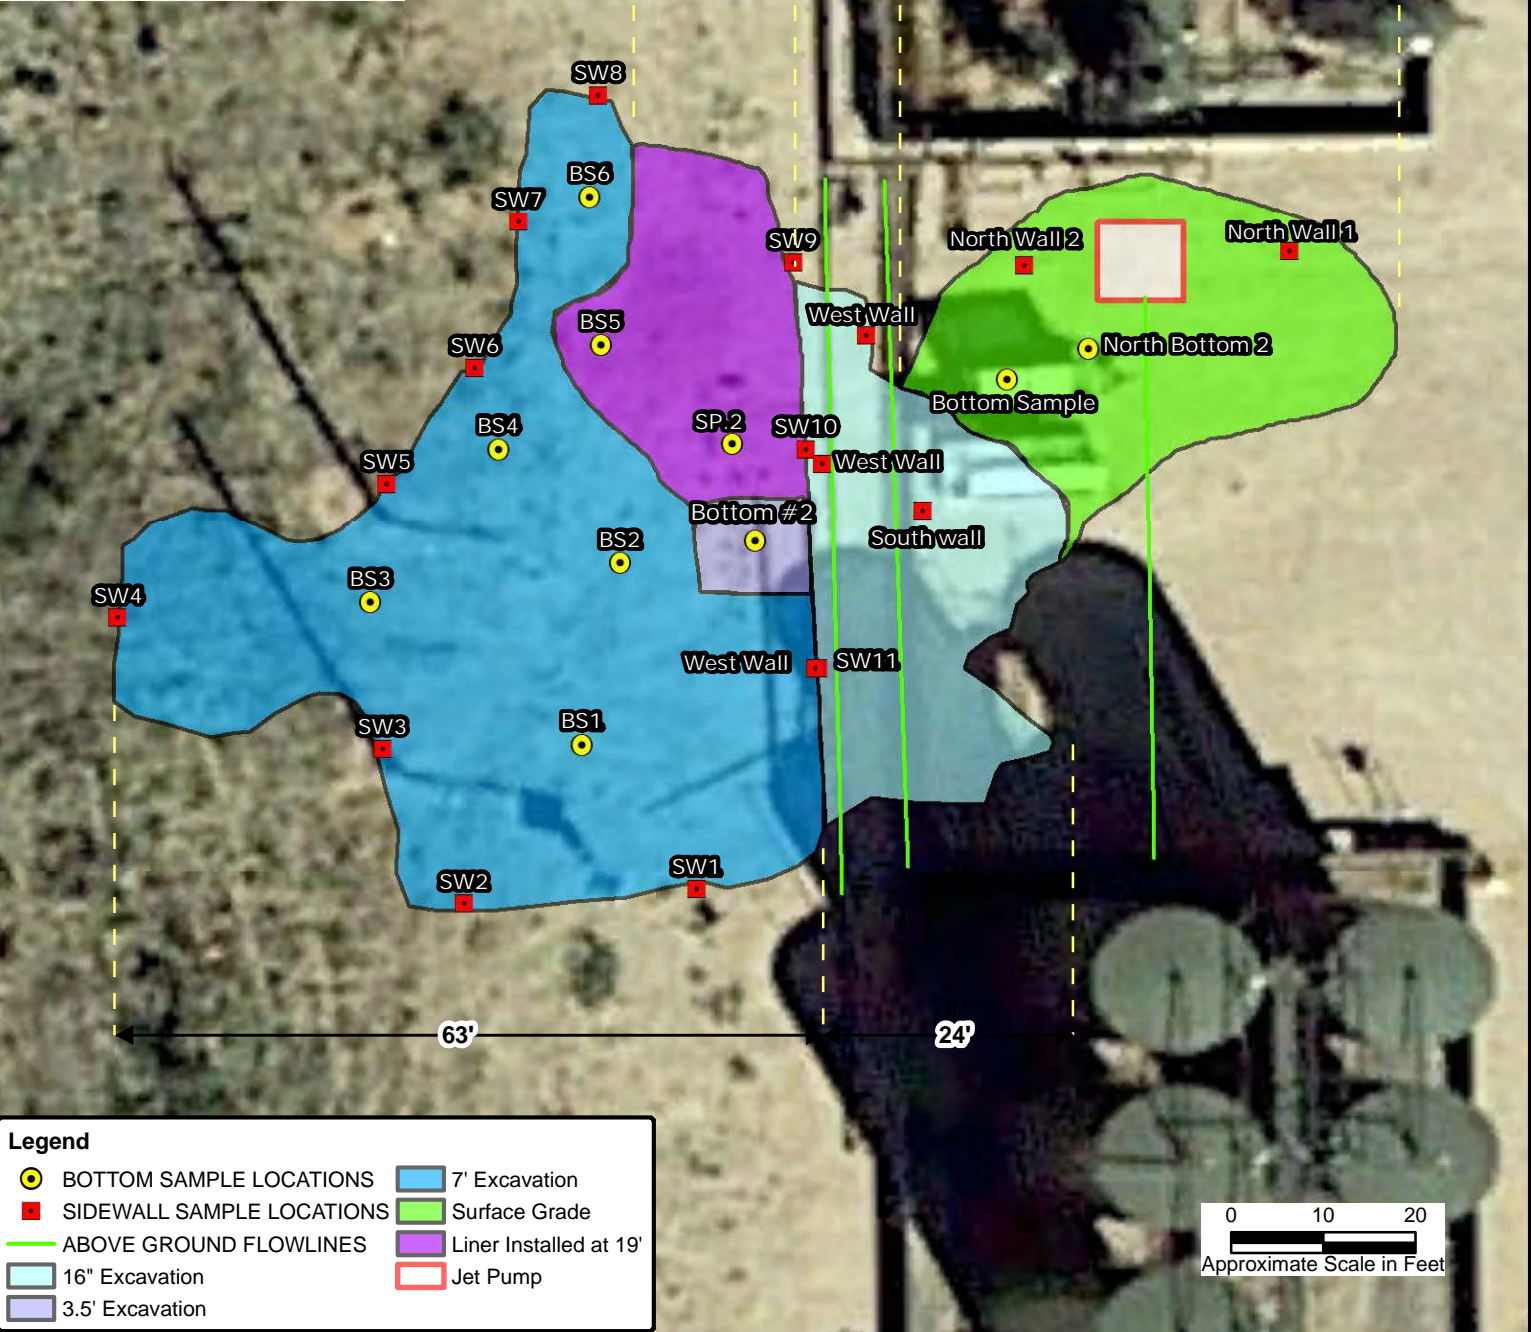 SW8
BS6
SW7
SW9
North Wall 2
North Wall 1
West Wall
BS5
SW6
North Bottom 2
Bottom Sample
SP.2
SW10
BS4
SW5
West Wall
Bottom #2
South wall
BS2
BS3
SW4
West Wall
SW11
BS1
SW3
SW1
SW2
63'
24'
Legend
BOTTOM SAMPLE LOCATIONS
SIDEWALL SAMPLE LOCATIONS
ABOVE GROUND FLOWLINES
16" Excavation
3.5' Excavation
7' Excavation
Surface Grade
Liner Installed at 19'
Jet Pump
0 10 20
Approximate Scale in Feet